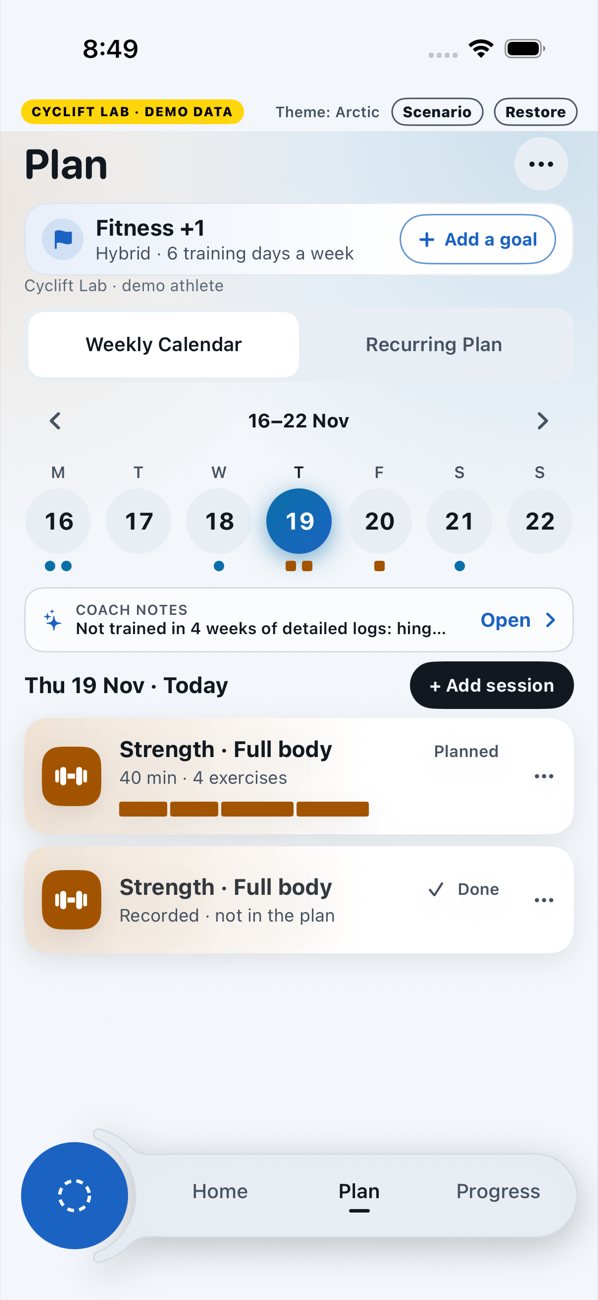 8:49
CYCLIFT LAB · DEMO DATA
Theme: Arctic
Scenario
Restore
Plan
Fitness +1
Hybrid · 6 training days a week
+ Add a goal
Cyclift Lab · demo athlete
Weekly Calendar
Recurring Plan
16–22 Nov
M T W T F S S
16 17 18 19 20 21 22
COACH NOTES
Not trained in 4 weeks of detailed logs: hing...
Open
Thu 19 Nov · Today
+ Add session
Strength · Full body
Planned
40 min · 4 exercises
Strength · Full body
Done
Recorded · not in the plan
Home
Plan
Progress